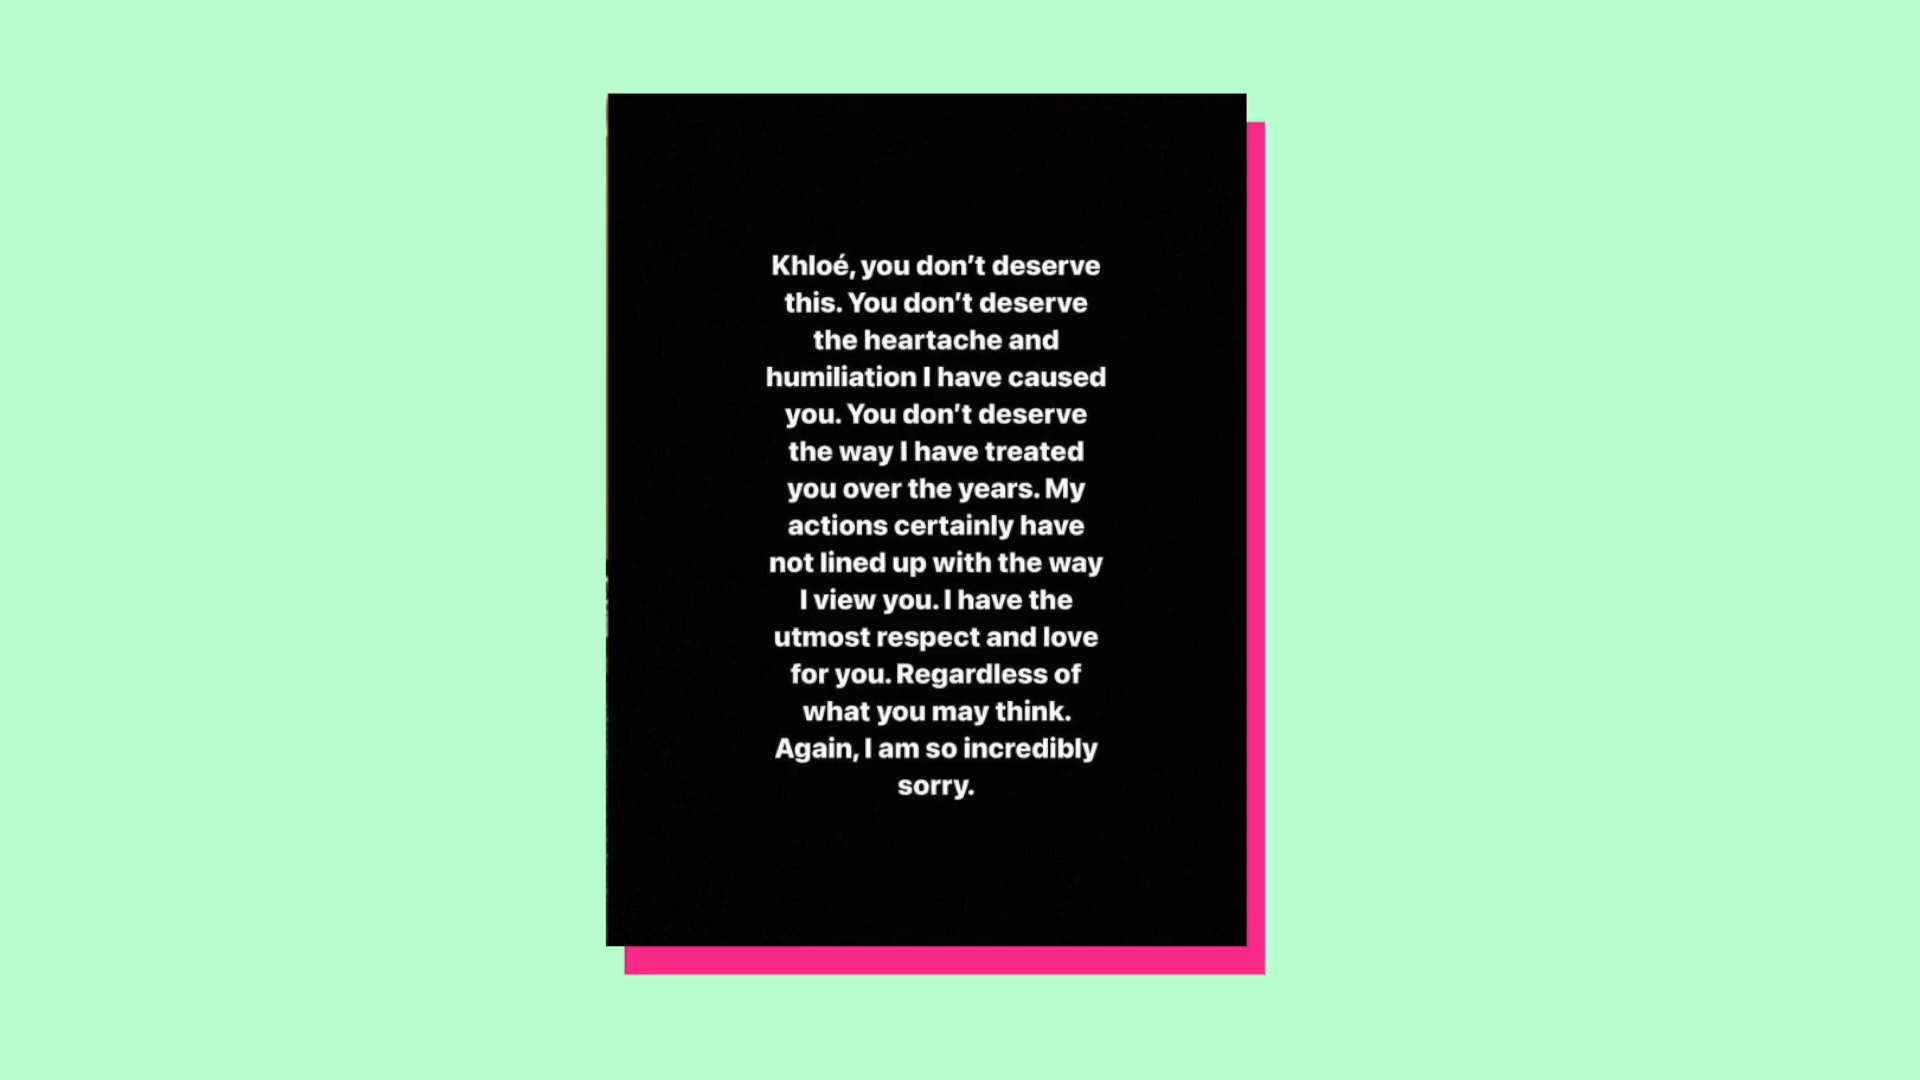 Khloé, you don’t deserve
this. You don’t deserve
the heartache and
humiliation I have caused
you. You don’t deserve
the way I have treated
you over the years. My
actions certainly have
not lined up with the way
I view you. I have the
utmost respect and love
for you. Regardless of
what you may think.
Again, I am so incredibly
sorry.